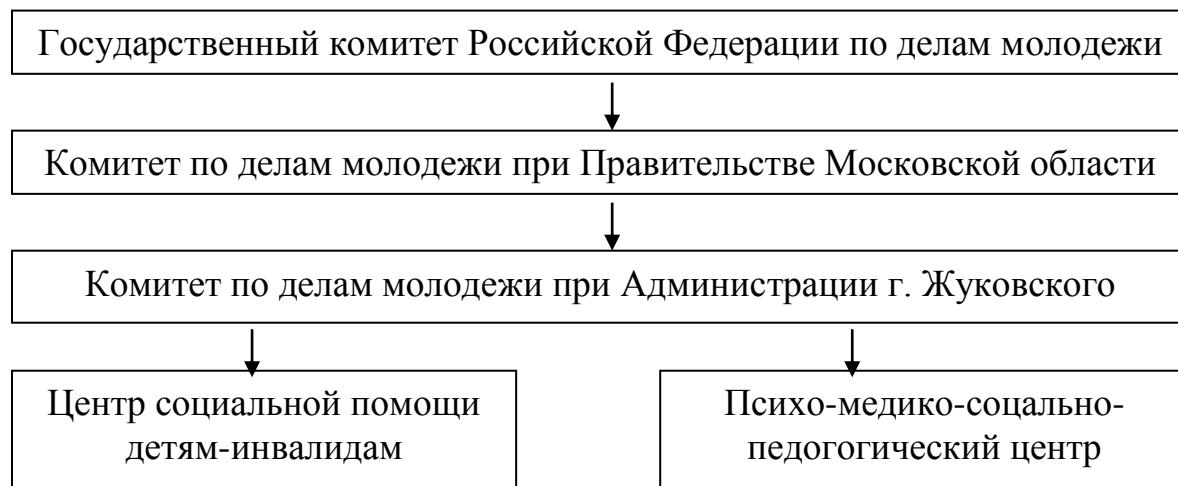 Государственный комитет Российской Федерации по делам молодежи
Комитет по делам молодежи при Правительстве Московской области
Комитет по делам молодежи при Администрации г. Жуковского
Центр социальной помощи
детям-инвалидам
Психо-медико-соцально-
педогогический центр